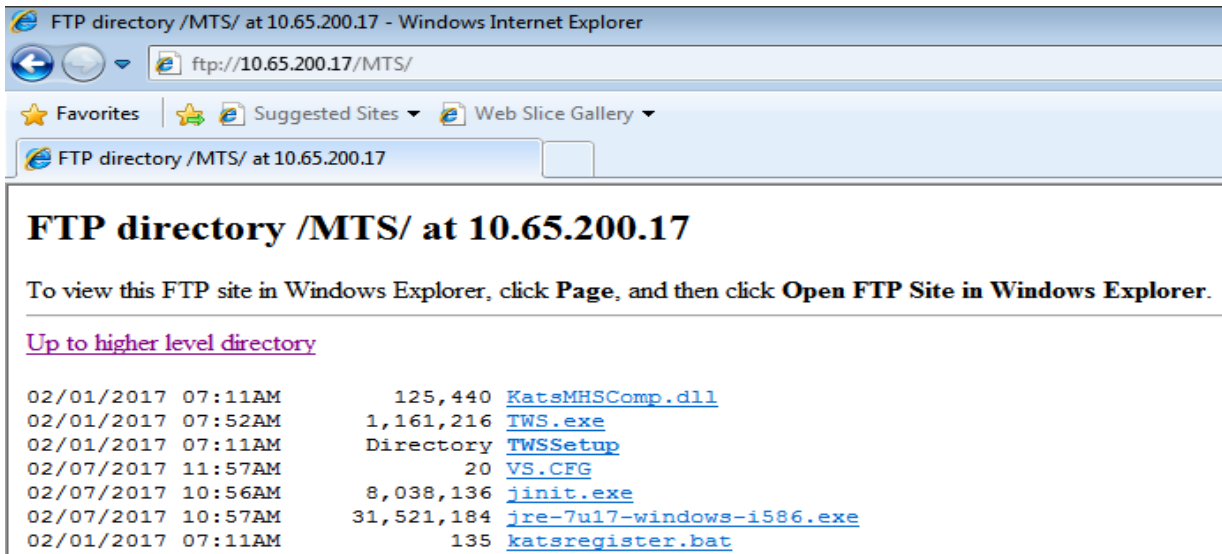 FTP directory /MTS/ at 10.65.200.17 - Windows Internet Explorer
ftp://10.65.200.17/MTS/
Favorites Suggested Sites Web Slice Gallery
FTP directory /MTS/ at 10.65.200.17
FTP directory /MTS/ at 10.65.200.17
To view this FTP site in Windows Explorer, click Page, and then click Open FTP Site in Windows Explorer.
Up to higher level directory
02/01/2017 07:11AM 125,440 KatsMHSComp.dll
02/01/2017 07:52AM 1,161,216 TWS.exe
02/01/2017 07:11AM Directory TWSSetup
02/07/2017 11:57AM 20 VS.CFG
02/07/2017 10:56AM 8,038,136 jinit.exe
02/07/2017 10:57AM 31,521,184 jre-7u17-windows-i586.exe
02/01/2017 07:11AM 135 katsregister.bat